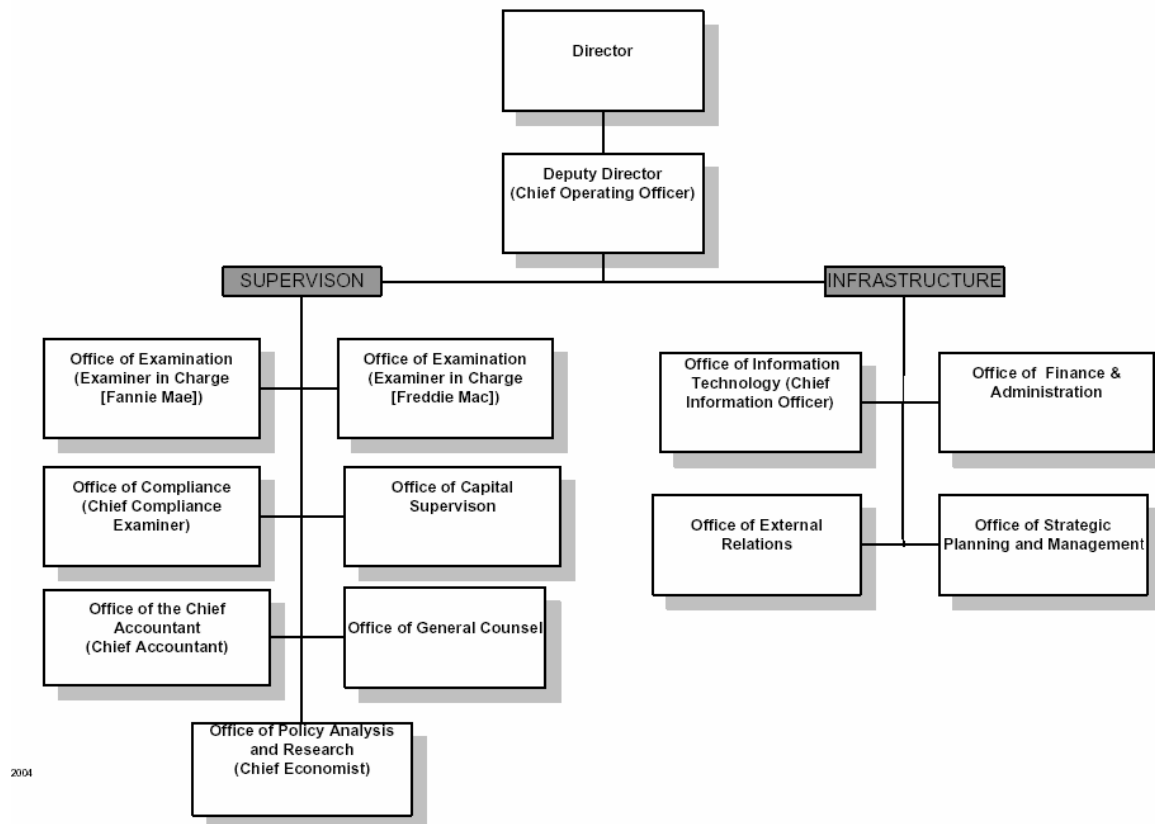 Director
Deputy Director
(Chief Operating Officer)
SUPERVISON
INFRASTRUCTURE
Office of Examination
(Examiner in Charge
[Fannie Mae])
Office of Examination
(Examiner in Charge
[Freddie Mac])
Office of Information
Technology (Chief
Information Officer)
Office of Finance &
Administration
Office of Compliance
(Chief Compliance
Examiner)
Office of Capital
Supervison
Office of External
Relations
Office of Strategic
Planning and Management
Office of the Chief
Accountant
(Chief Accountant)
Office of General Counsel
Office of Policy Analysis
and Research
(Chief Economist)
2004